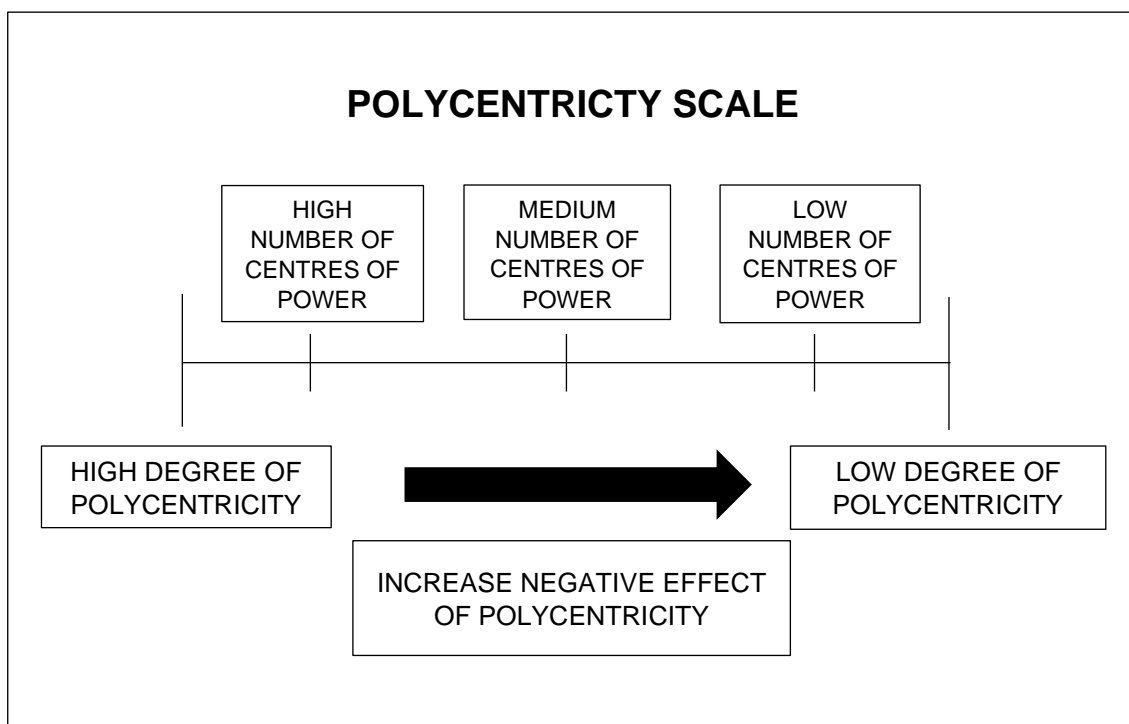 POLYCENTRICTY SCALE
HIGH
NUMBER OF
CENTRES OF
POWER
MEDIUM
NUMBER OF
CENTRES OF
POWER
LOW
NUMBER OF
CENTRES OF
POWER
HIGH DEGREE OF
POLYCENTRICITY
LOW DEGREE OF
POLYCENTRICITY
INCREASE NEGATIVE EFFECT
OF POLYCENTRICITY